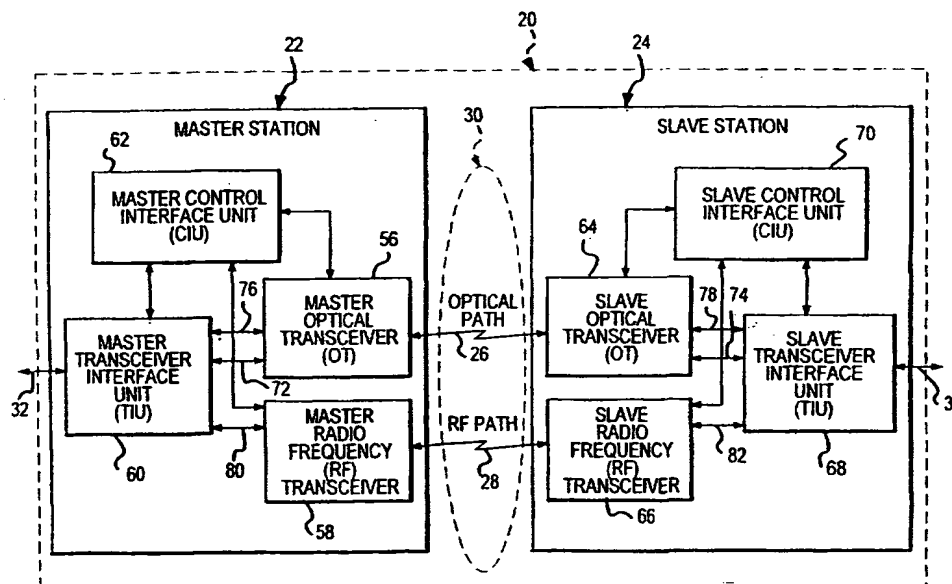 20
22
24
MASTER STATION
30
SLAVE STATION
62
70
MASTER CONTROL
INTERFACE UNIT
(CIU)
SLAVE CONTROL
INTERFACE UNIT
(CIU)
56
64
76
MASTER
OPTICAL
TRANSCEIVER
(OT)
OPTICAL
PATH
26
SLAVE
OPTICAL
TRANSCEIVER
(OT)
78
74
MASTER
TRANSCEIVER
INTERFACE
UNIT
(TIU)
SLAVE
TRANSCEIVER
INTERFACE
UNIT
(TIU)
32
72
3
80
MASTER
RADIO
FREQUENCY
(RF)
TRANSCEIVER
RF PATH
28
SLAVE
RADIO
FREQUENCY
(RF)
TRANSCEIVER
82
60
68
58
66